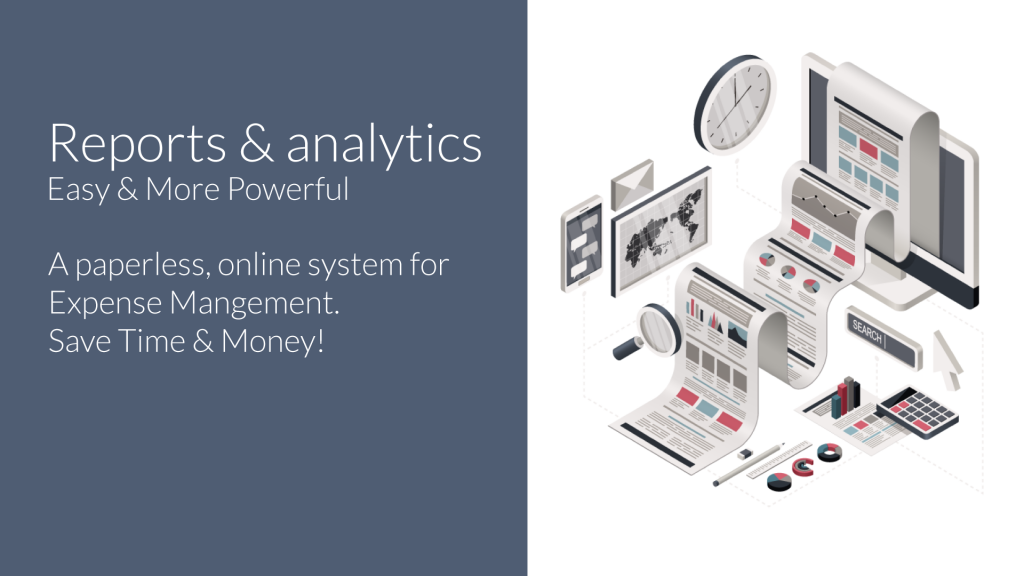 Reports & analytics
Easy & More Powerful
A paperless, online system for
Expense Mangement.
Save Time & Money!
SEARCH